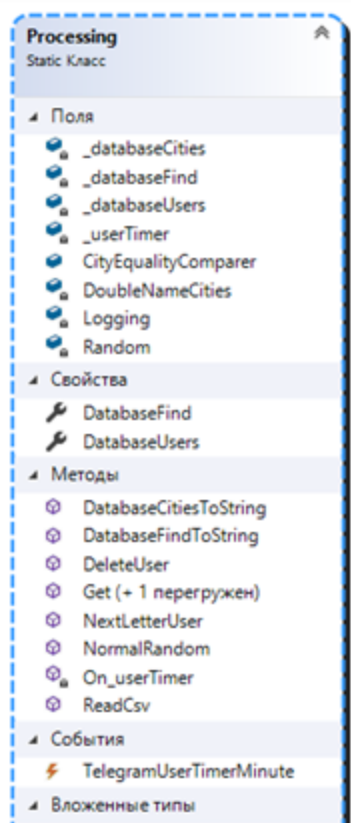 Processing
Static Класс
Поля
_databaseCities
_databaseFind
_databaseUsers
_userTimer
CityEqualityComparer
DoubleNameCities
Logging
Random
Свойства
DatabaseFind
DatabaseUsers
Методы
DatabaseCitiesToString
DatabaseFindToString
DeleteUser
Get (+ 1 перегружен)
NextLetterUser
NormalRandom
On_userTimer
ReadCsv
События
TelegramUserTimerMinute
Вложенные типы